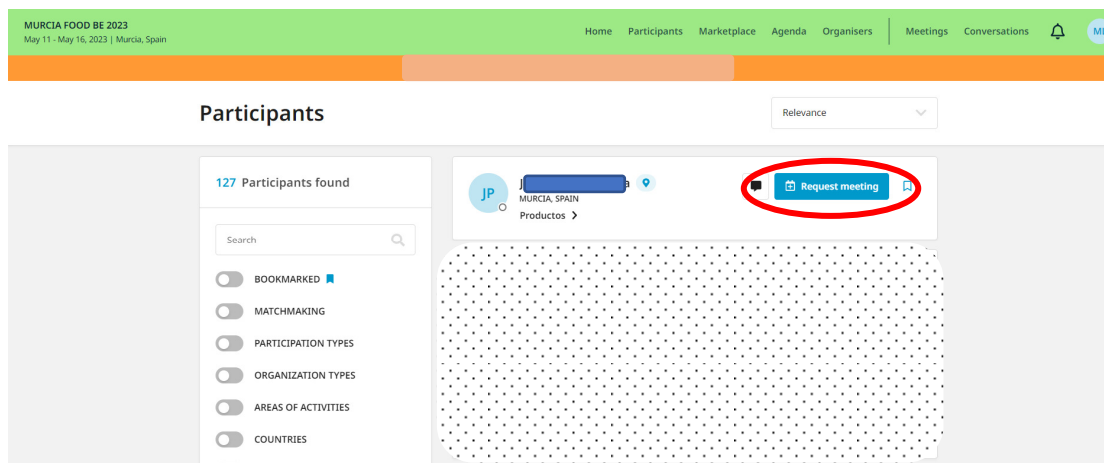 MURCIA FOOD BE 2023
May 11 - May 16, 2023 | Murcia, Spain
Home Participants Marketplace Agenda Organisers Meetings Conversations
Participants
Relevance
127 Participants found
Search
BOOKMARKED
MATCHMAKING
PARTICIPATION TYPES
ORGANIZATION TYPES
AREAS OF ACTIVITIES
COUNTRIES
JP
MURCIA, SPAIN
Productos
Request meeting